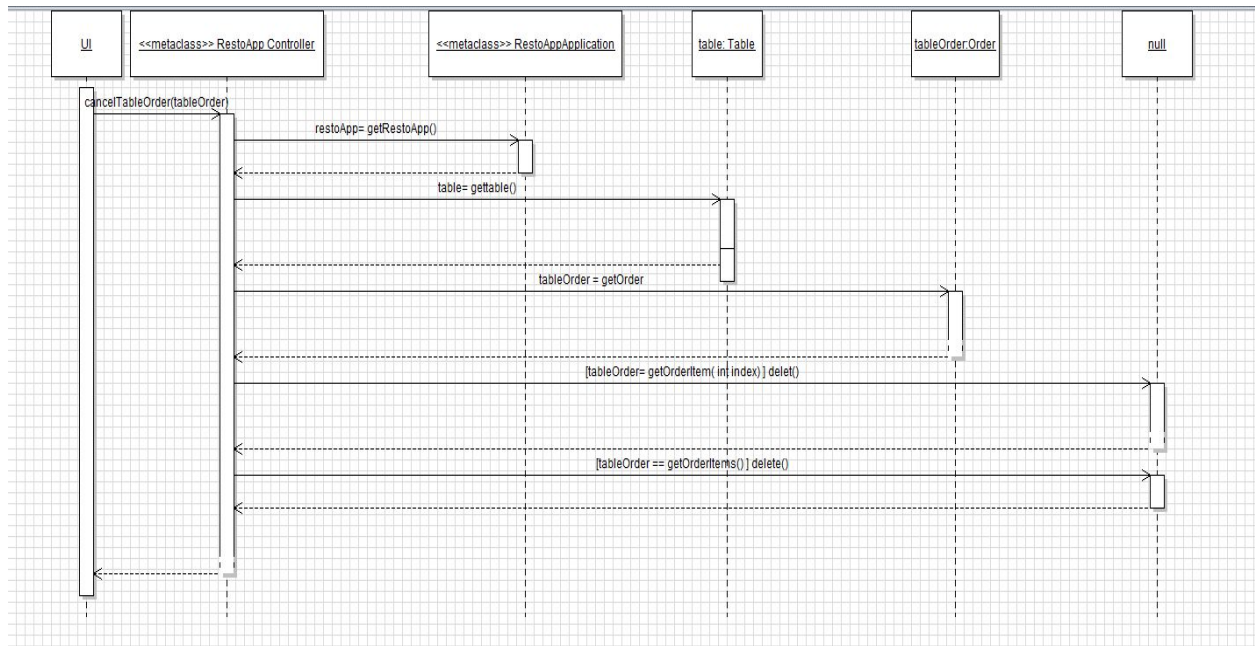 UI
<<metaclass>> RestoApp Controller
<<metaclass>> RestoAppApplication
table: Table
tableOrder:Order
null
cancelTableOrder(tableOrder)
restoApp= getRestoApp()
table= gettable()
tableOrder = getOrder
[tableOrder= getOrderItem( int index) ] delet()
[tableOrder == getOrderItems() ] delete()